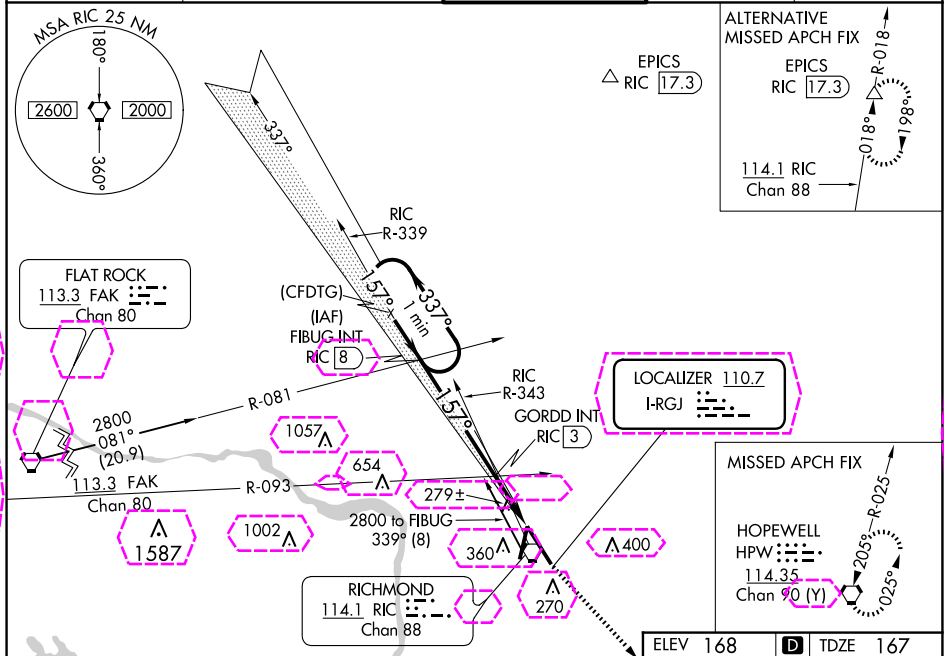 MSA RIC 25 NM
180°
2600
2000
360°
EPICS
RIC 17.3
ALTERNATIVE
MISSED APCH FIX
EPICS
RIC 17.3
R-018
018°
198°
114.1 RIC
Chan 88
337°
RIC
R-339
FLAT ROCK
113.3 FAK
Chan 80
(CFDTG)
(IAF)
FIBUG INT
RIC 8
157°
337°
1 min
RIC
R-343
LOCALIZER 110.7
I-RGJ
GORDD INT
RIC 3
157°
R-081
2800
081°
(20.9)
1057
654
113.3 FAK
Chan 80
R-093
279±
1587
1002
2800 to FIBUG
339° (8)
360
400
270
MISSED APCH FIX
R-025
HOPEWELL
HPW
114.35
Chan 90 (Y)
205°
025°
RICHMOND
114.1 RIC
Chan 88
ELEV 168 D TDZE 167